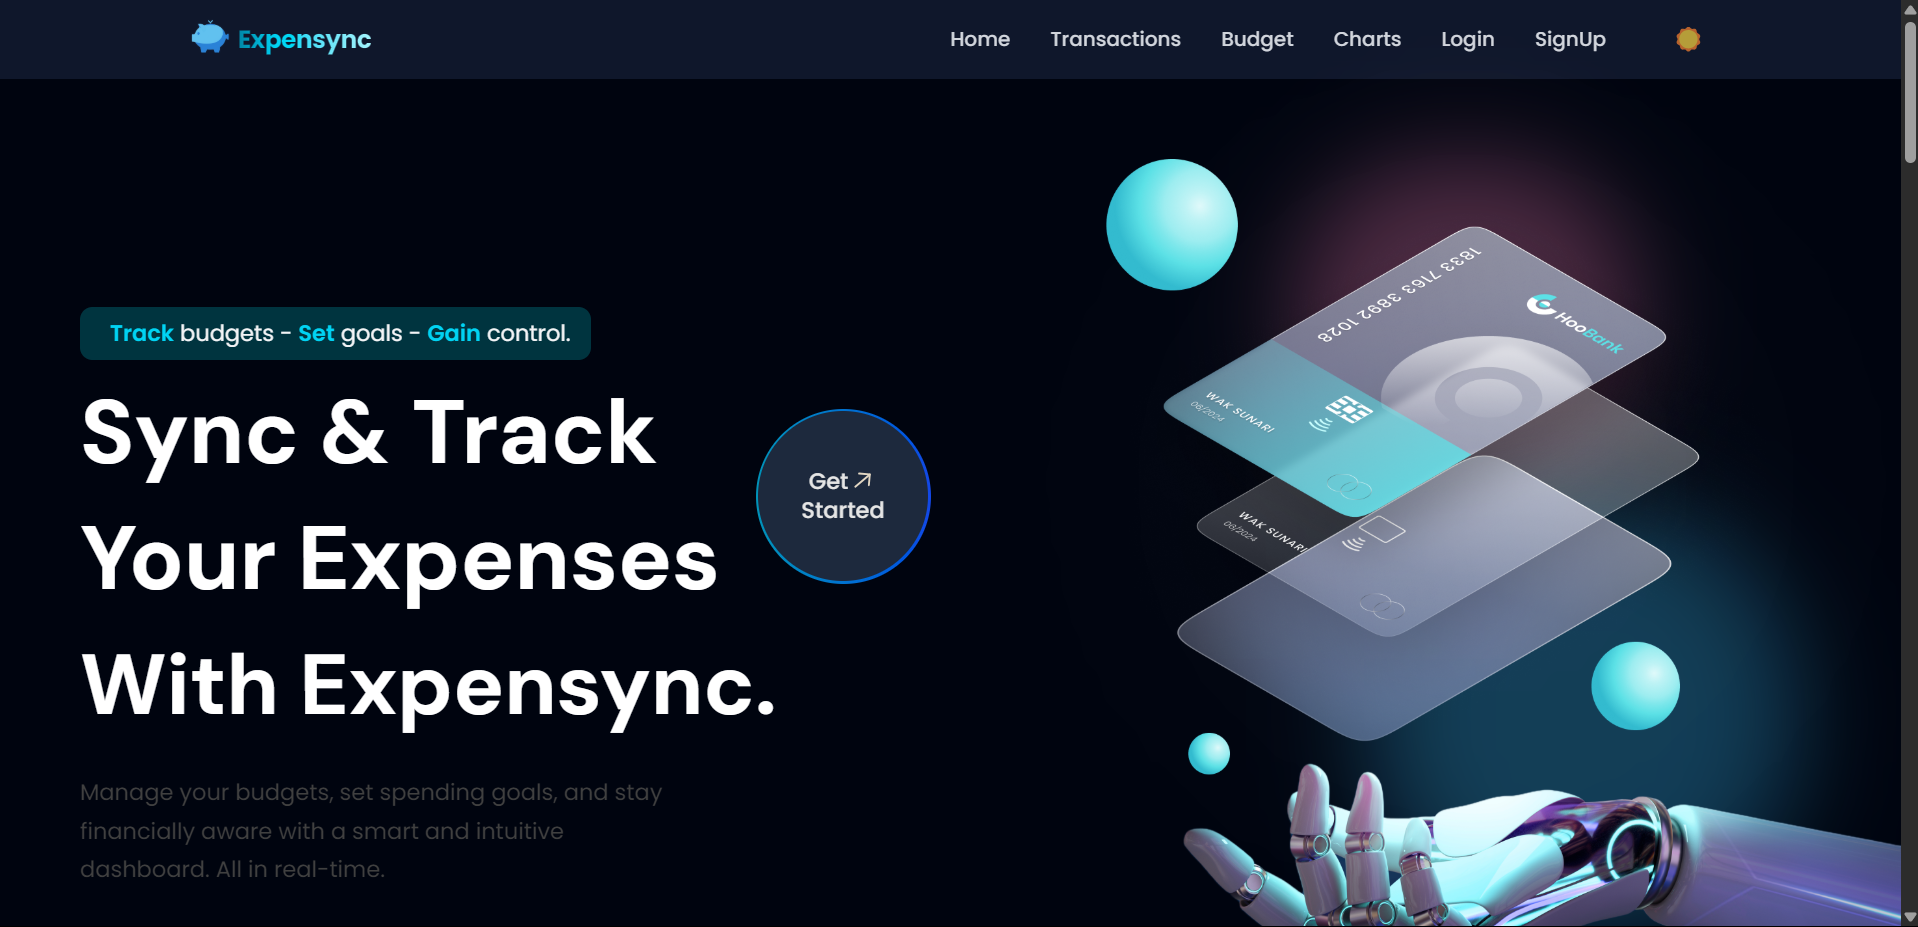 Expensync
Home Transactions Budget Charts Login SignUp
Track budgets - Set goals - Gain control.
Sync & Track
Your Expenses
With Expensync.
Get
Started
Manage your budgets, set spending goals, and stay
financially aware with a smart and intuitive
dashboard. All in real-time.
1833 7163 3892 1028
HooBank
WAK SUNARI
06/2024
WAK SUNARI
06/2024